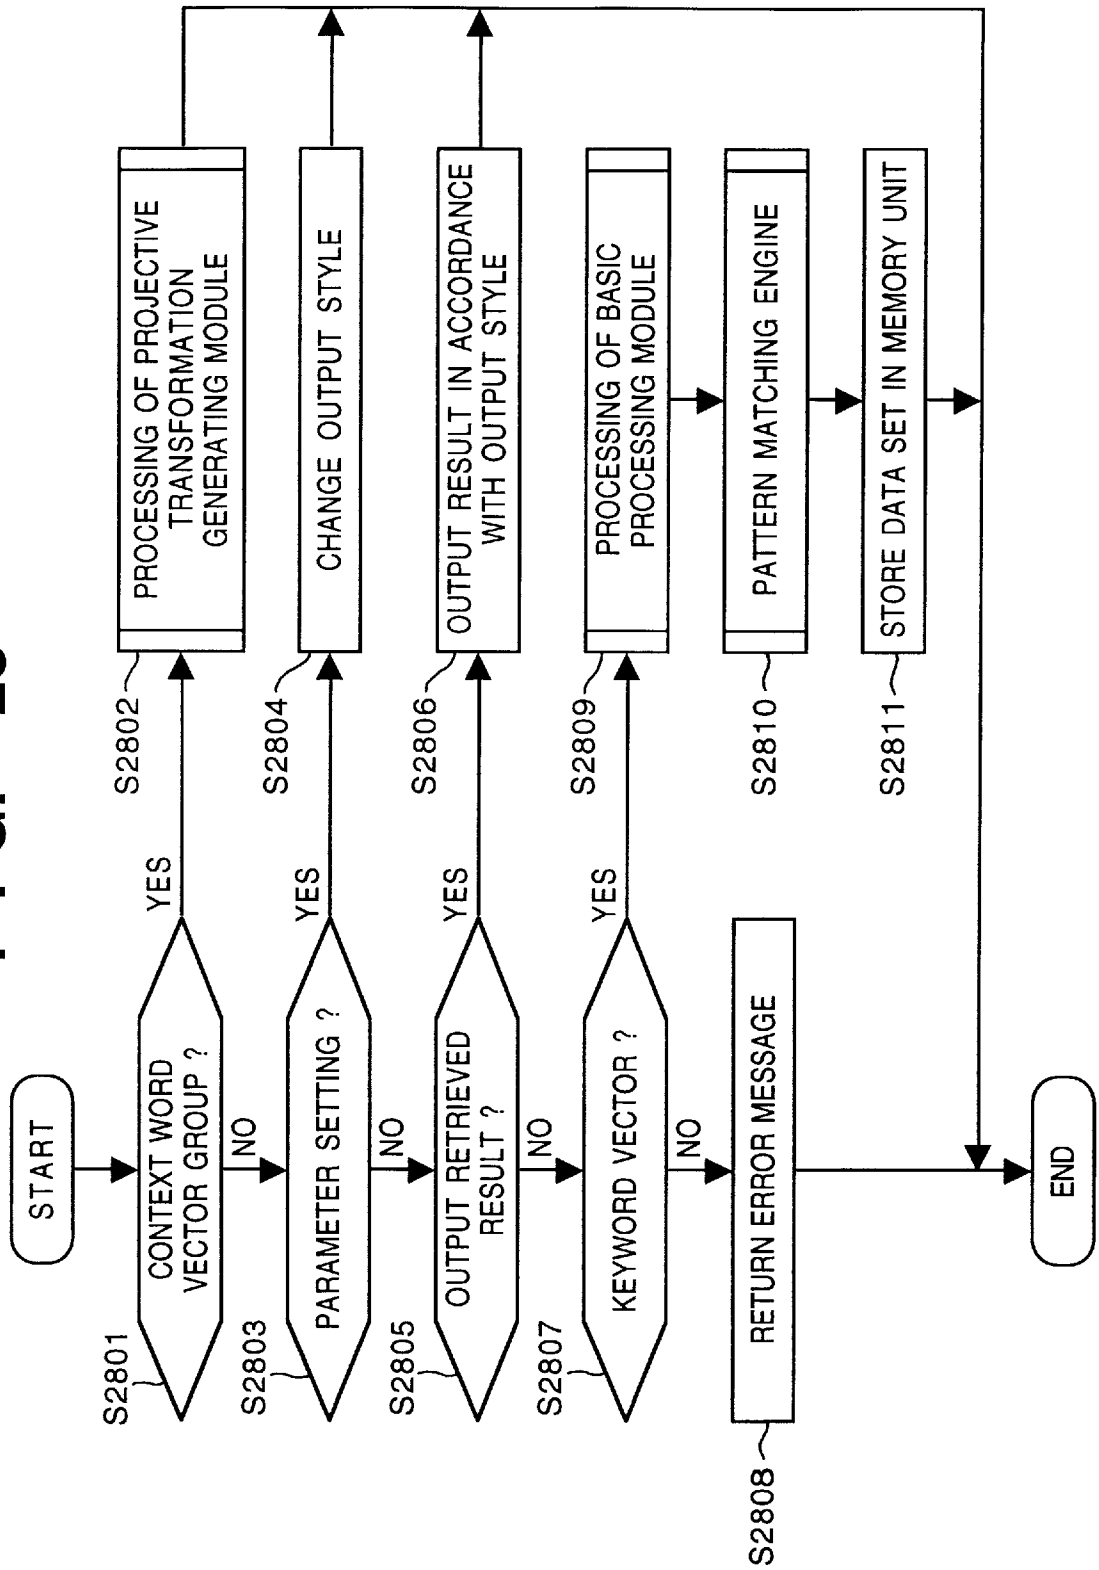 START
S2801
CONTEXT WORD
VECTOR GROUP ?
YES
NO
S2802
PROCESSING OF PROJECTIVE
TRANSFORMATION
GENERATING MODULE
S2803
PARAMETER SETTING ?
YES
NO
S2804
CHANGE OUTPUT STYLE
S2805
OUTPUT RETRIEVED
RESULT ?
YES
NO
S2806
OUTPUT RESULT IN ACCORDANCE
WITH OUTPUT STYLE
S2807
KEYWORD VECTOR ?
YES
NO
S2809
PROCESSING OF BASIC
PROCESSING MODULE
S2808
RETURN ERROR MESSAGE
S2810
PATTERN MATCHING ENGINE
S2811
STORE DATA SET IN MEMORY UNIT
END